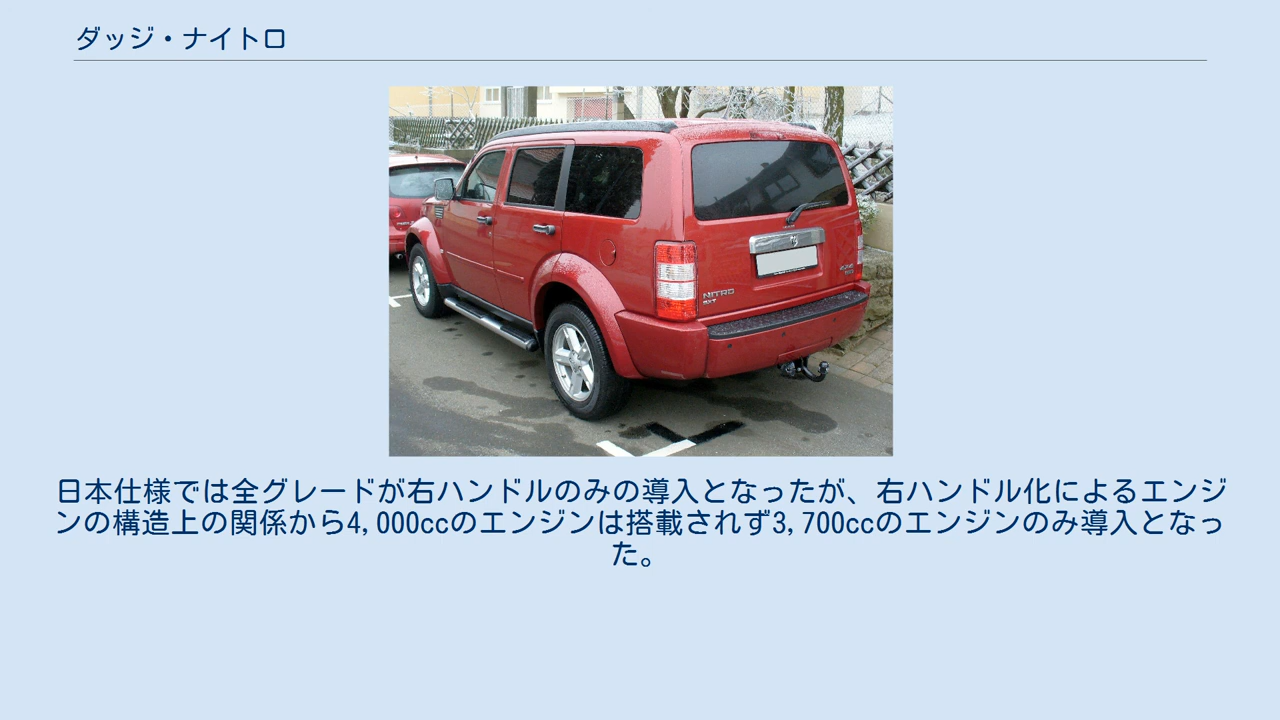 ダッジ・ナイトロ
NITRO
SXT
日本仕様では全グレードが右ハンドルのみの導入となったが、右ハンドル化によるエンジ
ンの構造上の関係から4,000ccのエンジンは搭載されず3,700ccのエンジンのみ導入となっ
た。